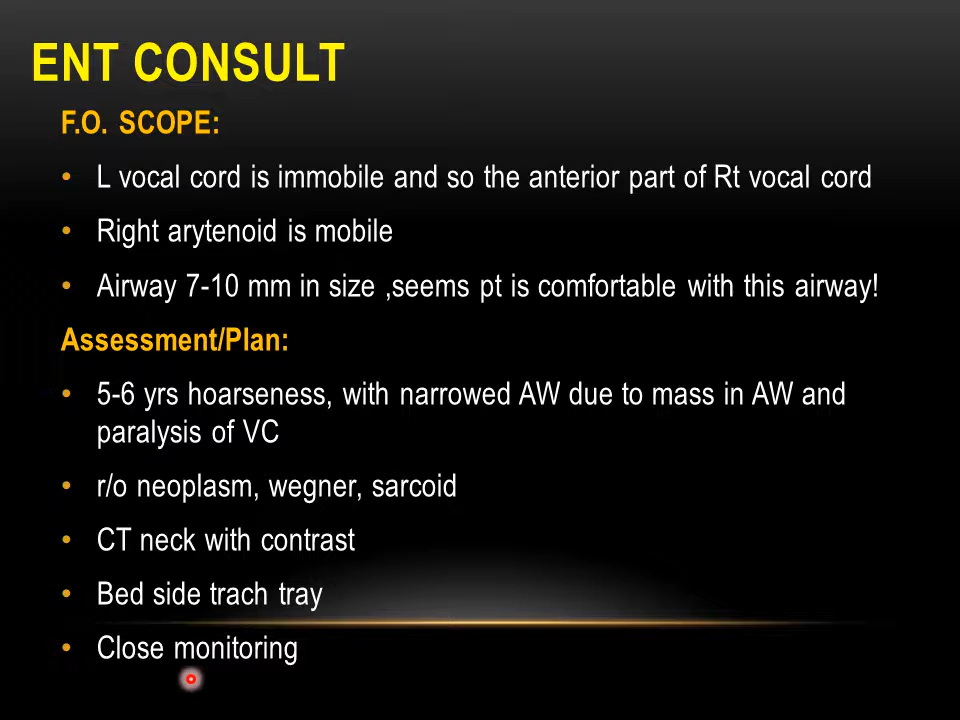 ENT CONSULT
F.O. SCOPE:
• L vocal cord is immobile and so the anterior part of Rt vocal cord
• Right arytenoid is mobile
• Airway 7-10 mm in size ,seems pt is comfortable with this airway!
Assessment/Plan:
• 5-6 yrs hoarseness, with narrowed AW due to mass in AW and
paralysis of VC
• r/o neoplasm, wegner, sarcoid
• CT neck with contrast
• Bed side trach tray
• Close monitoring